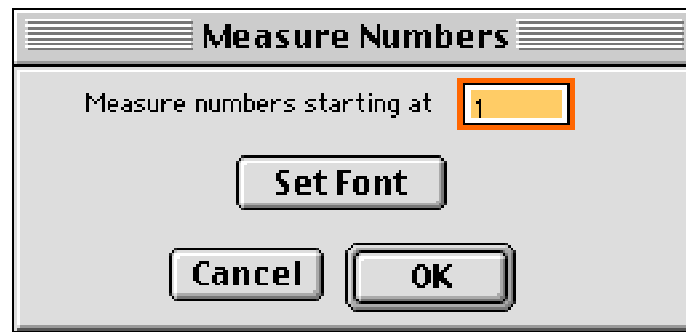 Measure Numbers
Measure numbers starting at 1
Set Font
Cancel OK